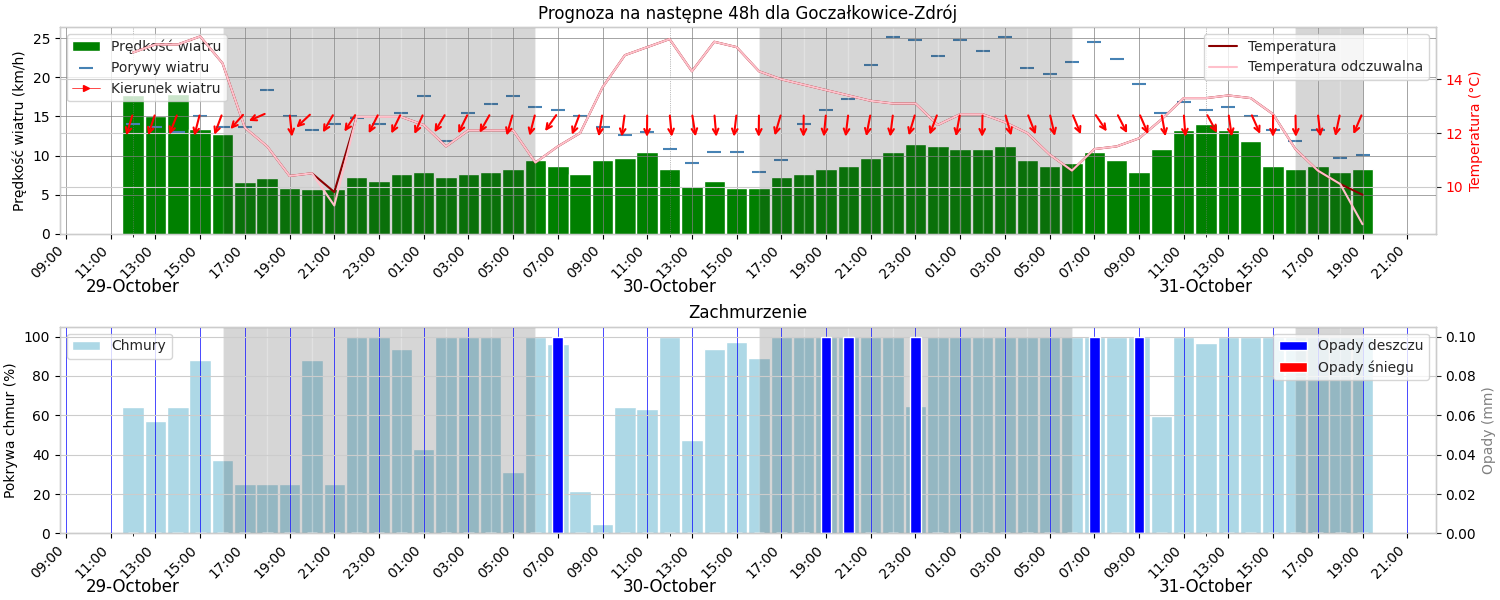 Prognoza na następne 48h dla Goczałkowice-Zdrój
Prędkość wiatru
Porywy wiatru
Kierunek wiatru
Temperatura
Temperatura odczuwalna
Prędkość wiatru (km/h)
25
20
15
10
5
0
14
12
10
Temperatura (°C)
09:00 11:00 13:00 15:00 17:00 19:00 21:00 23:00 01:00 03:00 05:00 07:00 09:00 11:00 13:00 15:00 17:00 19:00 21:00 23:00 01:00 03:00 05:00 07:00 09:00 11:00 13:00 15:00 17:00 19:00 21:00
29-October 30-October 31-October
Zachmurzenie
Chmury
Opady deszczu
Opady śniegu
Pokrywa chmur (%)
100
80
60
40
20
0
0.10
0.08
0.06
0.04
0.02
0.00
Opady (mm)
09:00 11:00 13:00 15:00 17:00 19:00 21:00 23:00 01:00 03:00 05:00 07:00 09:00 11:00 13:00 15:00 17:00 19:00 21:00 23:00 01:00 03:00 05:00 07:00 09:00 11:00 13:00 15:00 17:00 19:00 21:00
29-October 30-October 31-October